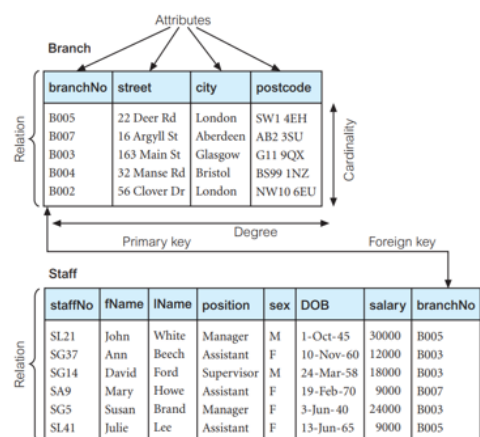 Attributes
Branch
branchNo street city postcode
B005 22 Deer Rd London SW1 4EH
B007 16 Argyll St Aberdeen AB2 3SU
B003 163 Main St Glasgow G11 9QX
B004 32 Manse Rd Bristol BS99 1NZ
B002 56 Clover Dr London NW10 6EU
Relation
Cardinality
Degree
Primary key Foreign key
Staff
staffNo fName lName position sex DOB salary branchNo
SL21 John White Manager M 1-Oct-45 30000 B005
SG37 Ann Beech Assistant F 10-Nov-60 12000 B003
SG14 David Ford Supervisor M 24-Mar-58 18000 B003
SA9 Mary Howe Assistant F 19-Feb-70 9000 B007
SG5 Susan Brand Manager F 3-Jun-40 24000 B003
SL41 Julie Lee Assistant F 13-Jun-65 9000 B005
Relation